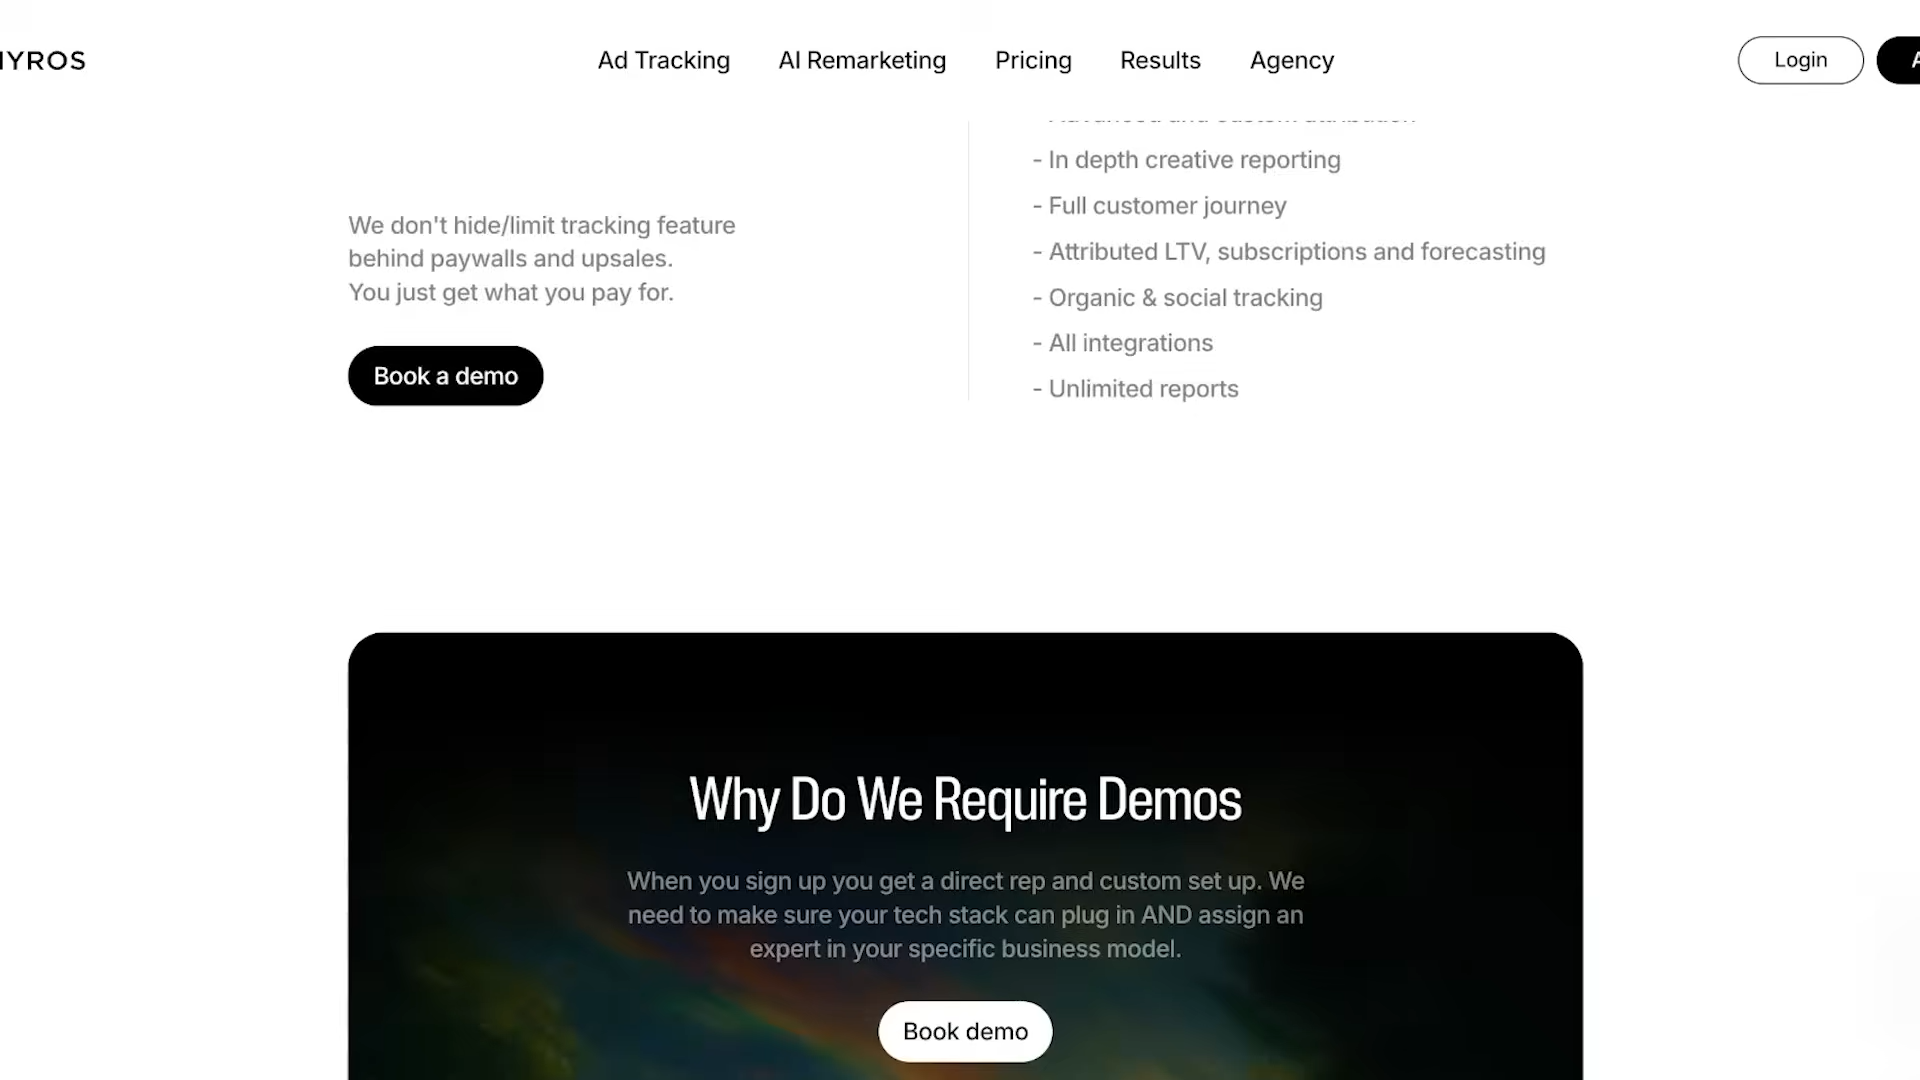 HYROS
Ad Tracking
AI Remarketing
Pricing
Results
Agency
Login
We don't hide/limit tracking feature
behind paywalls and upsales.
You just get what you pay for.
Book a demo
- In depth creative reporting
- Full customer journey
- Attributed LTV, subscriptions and forecasting
- Organic & social tracking
- All integrations
- Unlimited reports
Why Do We Require Demos
When you sign up you get a direct rep and custom set up. We
need to make sure your tech stack can plug in AND assign an
expert in your specific business model.
Book demo